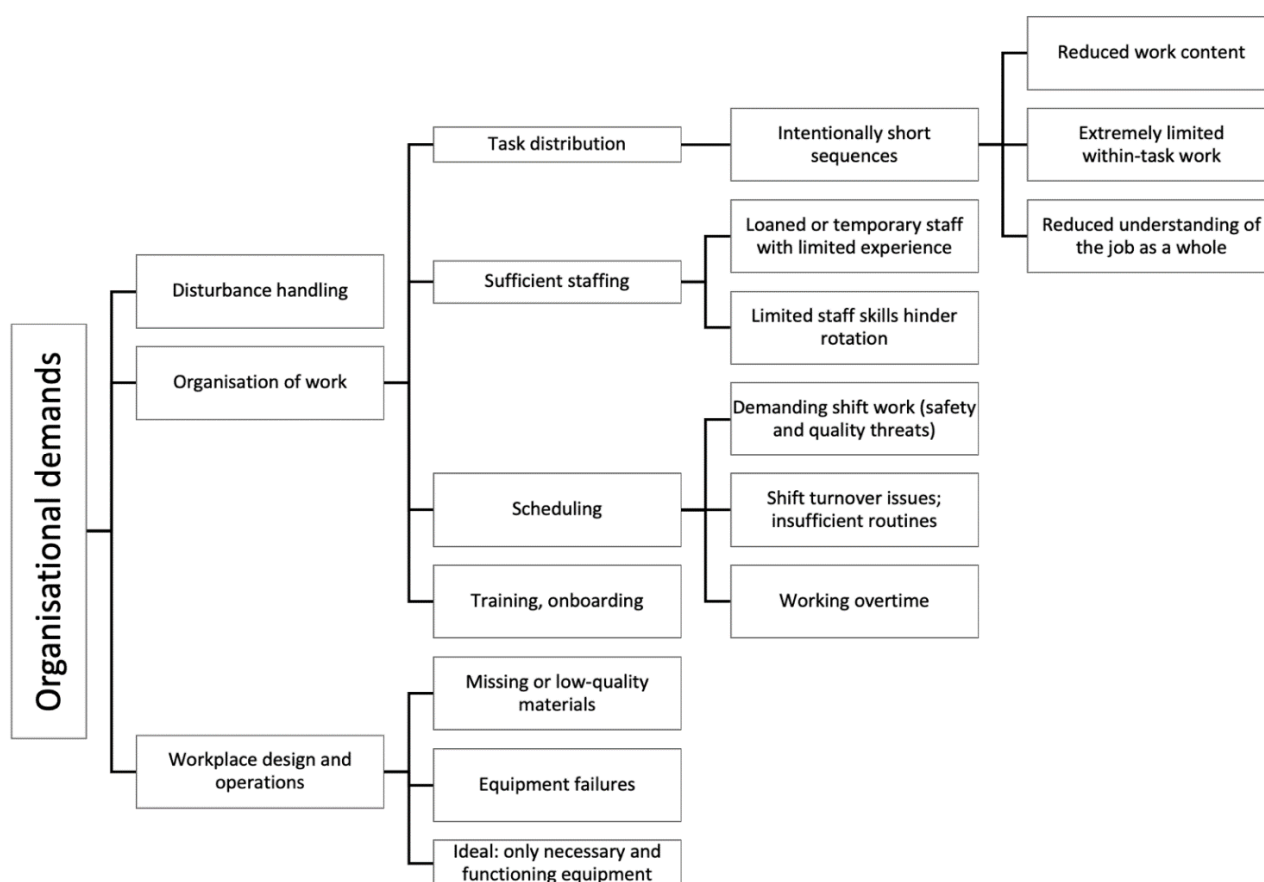 Organisational demands
Disturbance handling
Organisation of work
Workplace design and
operations
Task distribution
Sufficient staffing
Scheduling
Training, onboarding
Missing or low-quality
materials
Equipment failures
Ideal: only necessary and
functioning equipment
Intentionally short
sequences
Loaned or temporary staff
with limited experience
Limited staff skills hinder
rotation
Demanding shift work (safety
and quality threats)
Shift turnover issues;
insufficient routines
Working overtime
Reduced work content
Extremely limited
within-task work
Reduced understanding of
the job as a whole